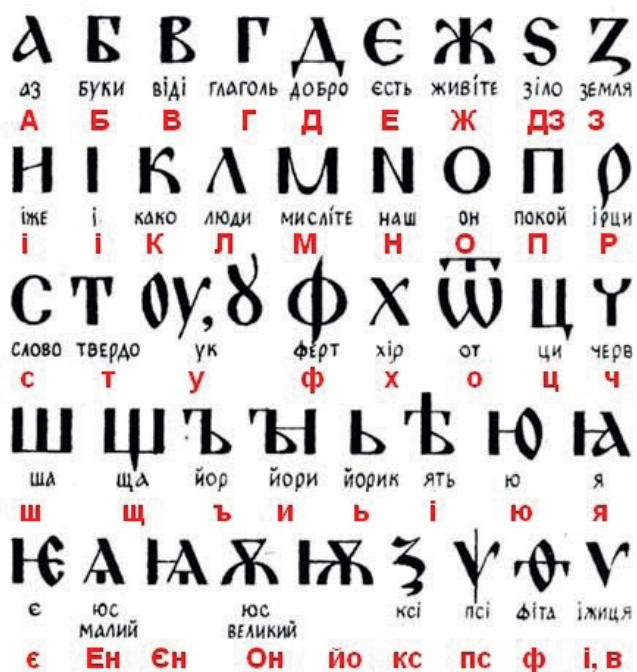 А Б В Г Д Є Ж Ѕ Ꙁ
аз буки віді глаголь добро єсть живіте зіло земля
А Б В Г Д Е Ж ДЗ З
И І К Л М N О П Р
іже і како люди мисліте наш он покой ірци
і і К Л М Н О П Р
С Т Ѹ, Ꙋ Ф Х Ѿ Ц Ч
слово твердо ук ферт хір от ци черв
с т у ф х о ц ч
Ш Щ Ъ ЪІ Ь Ѣ Ю Ꙗ
ша ща йор йори йорик ять ю я
ш щ ъ и ь і ю я
Ѥ Ѧ Ѩ Ѫ Ѭ Ѯ Ѱ Ѳ Ѵ
є юс малий юс великий ксі псі фіта іжиця
є Ен Єн Он йо кс пс ф і, в